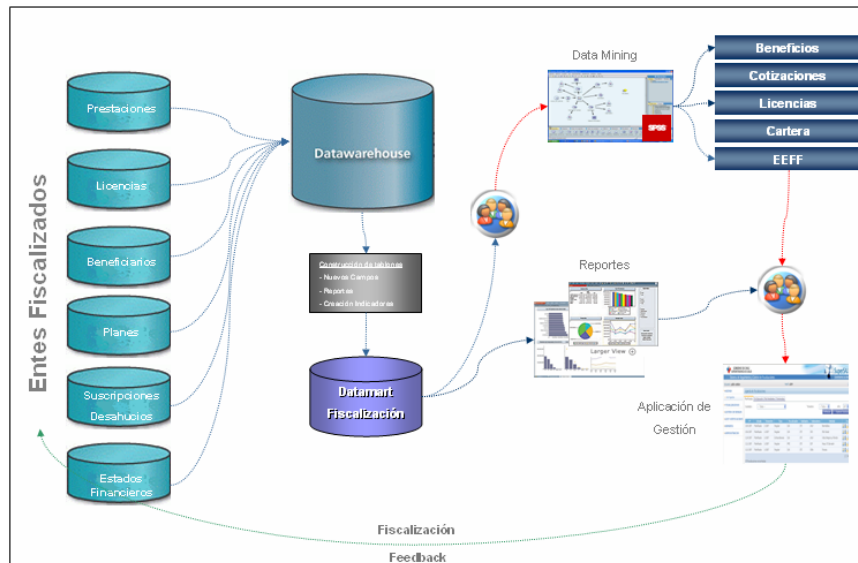 Entes Fiscalizados
Prestaciones
Licencias
Beneficiarios
Planes
Suscripciones
Desahucios
Estados
Financieros
Datawarehouse
Construcción de tablones
- Nuevos Campos
- Reportes
- Creación Indicadores
Datamart
Fiscalización
Data Mining
SPSS
Reportes
Larger View
Beneficios
Cotizaciones
Licencias
Cartera
EEFF
Aplicación de
Gestión
Fiscalización
Feedback